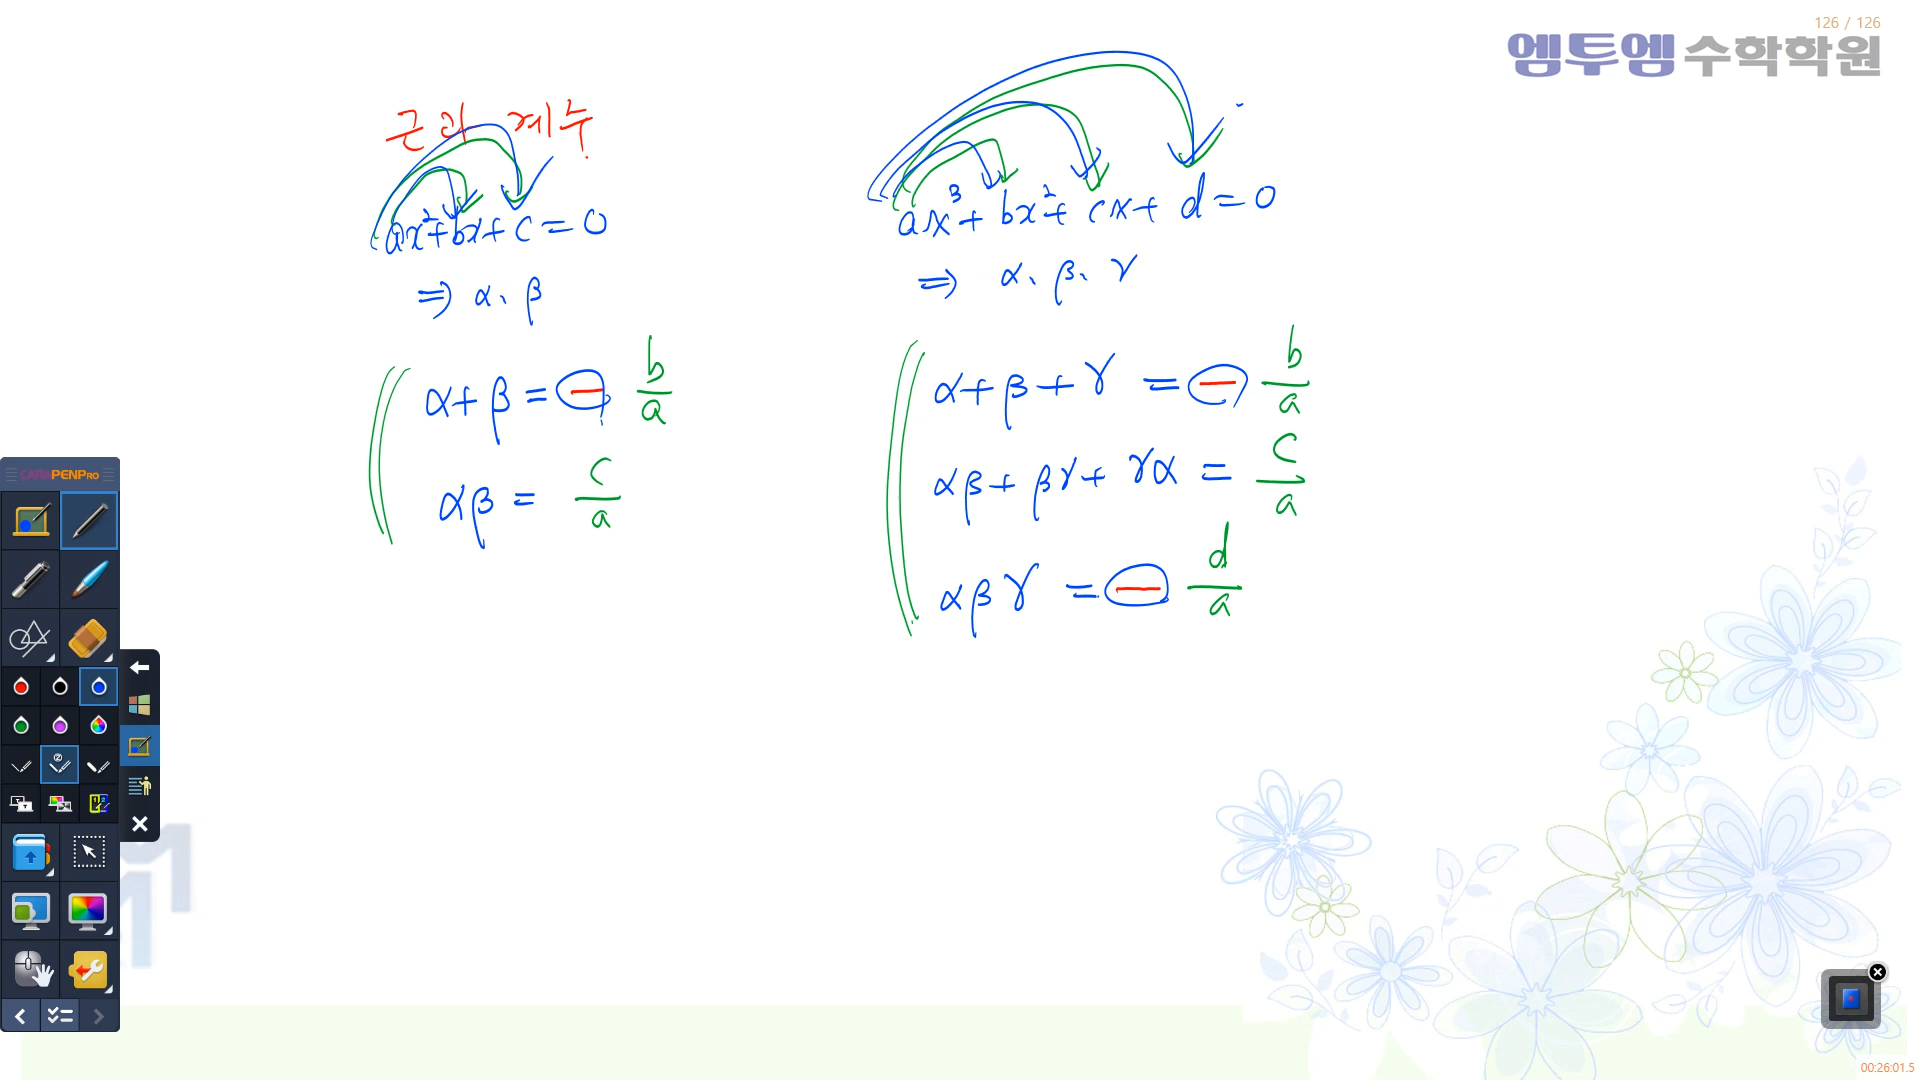 126 / 126
엠투엠 수학학원
근과 계수
ax²+bx+c=0
⇒ α、β
α+β = − b/a
αβ = c/a
ax³+bx²+cx+d=0
⇒ α、β、γ
α+β+γ = − b/a
αβ+βγ+γα = c/a
αβγ = − d/a
CARAPENPRO
00:26:01.5